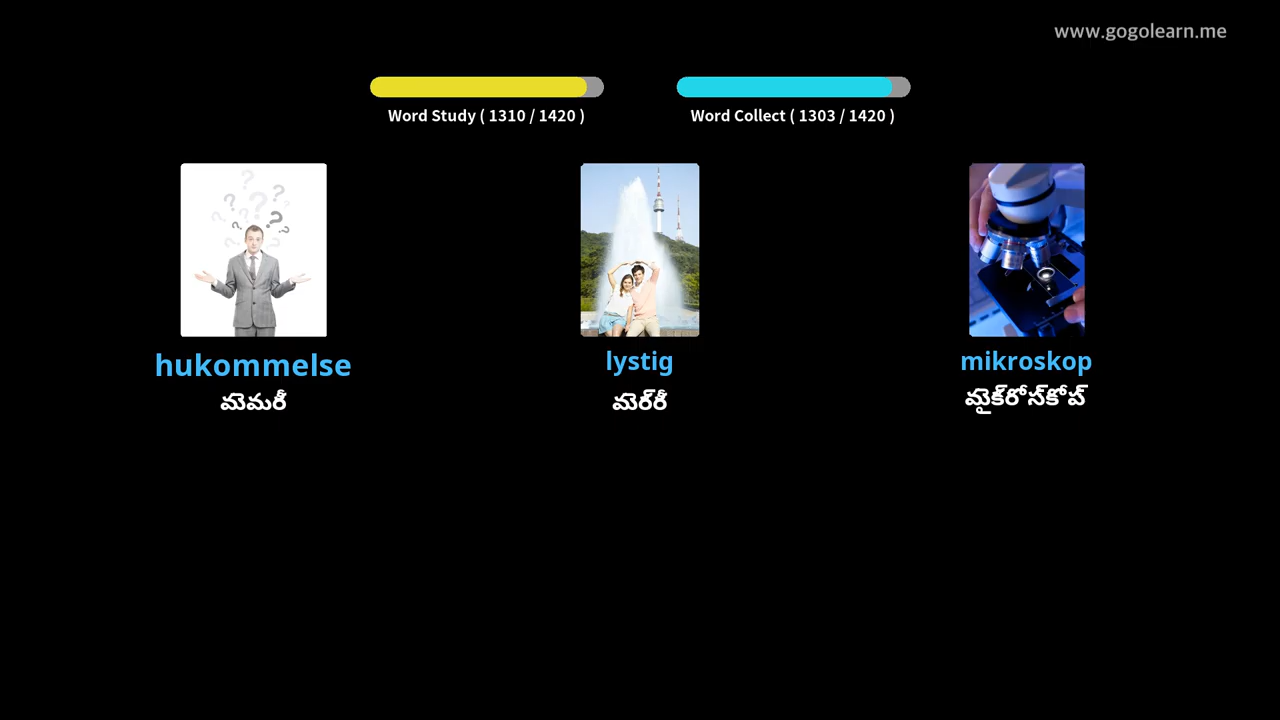 www.gogolearn.me
Word Study ( 1310 / 1420 )
Word Collect ( 1303 / 1420 )
hukommelse
lystig
mikroskop
మెమరీ
మెర్రీ
మైక్రోస్కోప్